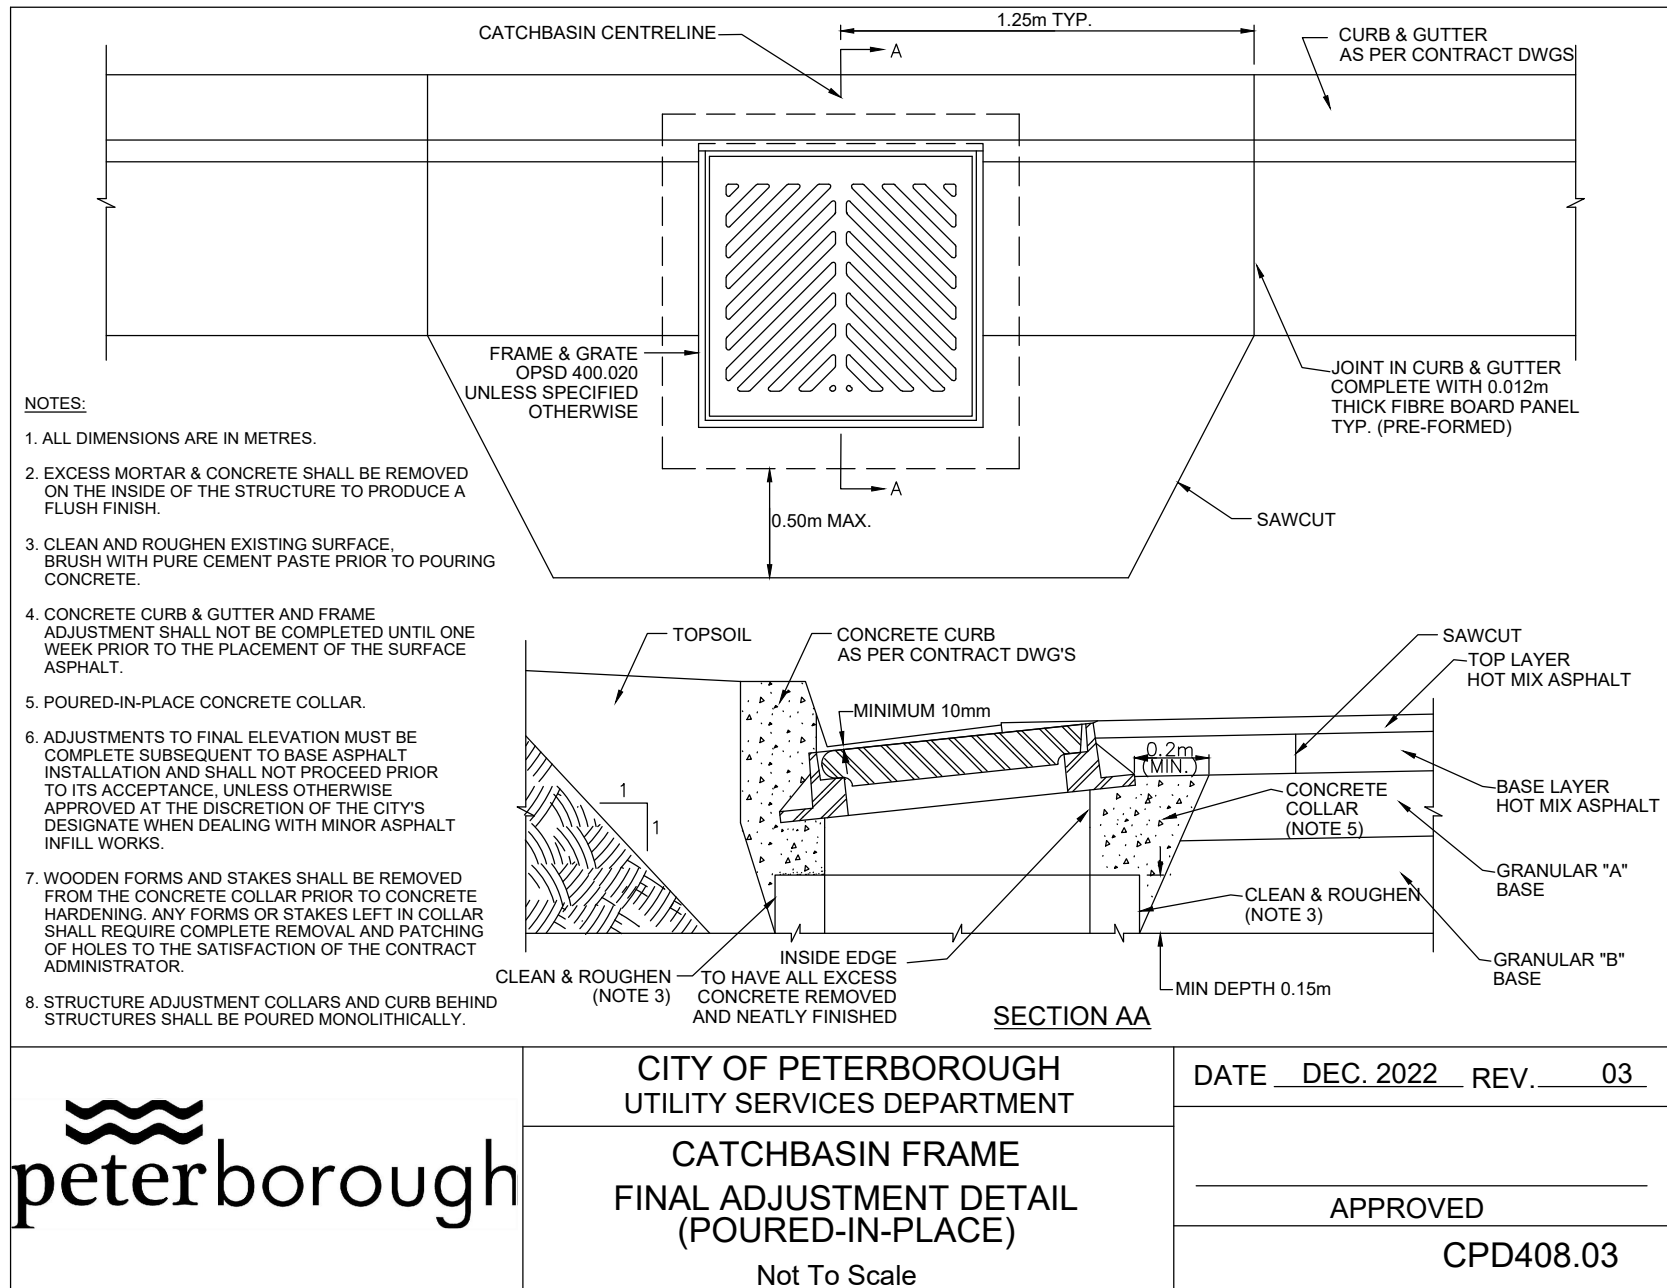 1.25m TYP.
CATCHBASIN CENTRELINE
A
CURB & GUTTER
AS PER CONTRACT DWGS
FRAME & GRATE
OPSD 400.020
UNLESS SPECIFIED
OTHERWISE
JOINT IN CURB & GUTTER
COMPLETE WITH 0.012m
THICK FIBRE BOARD PANEL
TYP. (PRE-FORMED)
A
0.50m MAX.
SAWCUT
NOTES:
1. ALL DIMENSIONS ARE IN METRES.
2. EXCESS MORTAR & CONCRETE SHALL BE REMOVED
ON THE INSIDE OF THE STRUCTURE TO PRODUCE A
FLUSH FINISH.
3. CLEAN AND ROUGHEN EXISTING SURFACE,
BRUSH WITH PURE CEMENT PASTE PRIOR TO POURING
CONCRETE.
4. CONCRETE CURB & GUTTER AND FRAME
ADJUSTMENT SHALL NOT BE COMPLETED UNTIL ONE
WEEK PRIOR TO THE PLACEMENT OF THE SURFACE
ASPHALT.
5. POURED-IN-PLACE CONCRETE COLLAR.
6. ADJUSTMENTS TO FINAL ELEVATION MUST BE
COMPLETE SUBSEQUENT TO BASE ASPHALT
INSTALLATION AND SHALL NOT PROCEED PRIOR
TO ITS ACCEPTANCE, UNLESS OTHERWISE
APPROVED AT THE DISCRETION OF THE CITY'S
DESIGNATE WHEN DEALING WITH MINOR ASPHALT
INFILL WORKS.
7. WOODEN FORMS AND STAKES SHALL BE REMOVED
FROM THE CONCRETE COLLAR PRIOR TO CONCRETE
HARDENING. ANY FORMS OR STAKES LEFT IN COLLAR
SHALL REQUIRE COMPLETE REMOVAL AND PATCHING
OF HOLES TO THE SATISFACTION OF THE CONTRACT
ADMINISTRATOR.
8. STRUCTURE ADJUSTMENT COLLARS AND CURB BEHIND
STRUCTURES SHALL BE POURED MONOLITHICALLY.
TOPSOIL
CONCRETE CURB
AS PER CONTRACT DWG'S
SAWCUT
TOP LAYER
HOT MIX ASPHALT
MINIMUM 10mm
0.2m
(MIN.)
1
1
CONCRETE
COLLAR
(NOTE 5)
BASE LAYER
HOT MIX ASPHALT
GRANULAR "A"
BASE
CLEAN & ROUGHEN
(NOTE 3)
GRANULAR "B"
BASE
CLEAN & ROUGHEN
(NOTE 3)
INSIDE EDGE
TO HAVE ALL EXCESS
CONCRETE REMOVED
AND NEATLY FINISHED
MIN DEPTH 0.15m
SECTION AA
peterborough
CITY OF PETERBOROUGH
UTILITY SERVICES DEPARTMENT
CATCHBASIN FRAME
FINAL ADJUSTMENT DETAIL
(POURED-IN-PLACE)
Not To Scale
DATE DEC. 2022 REV. 03
APPROVED
CPD408.03